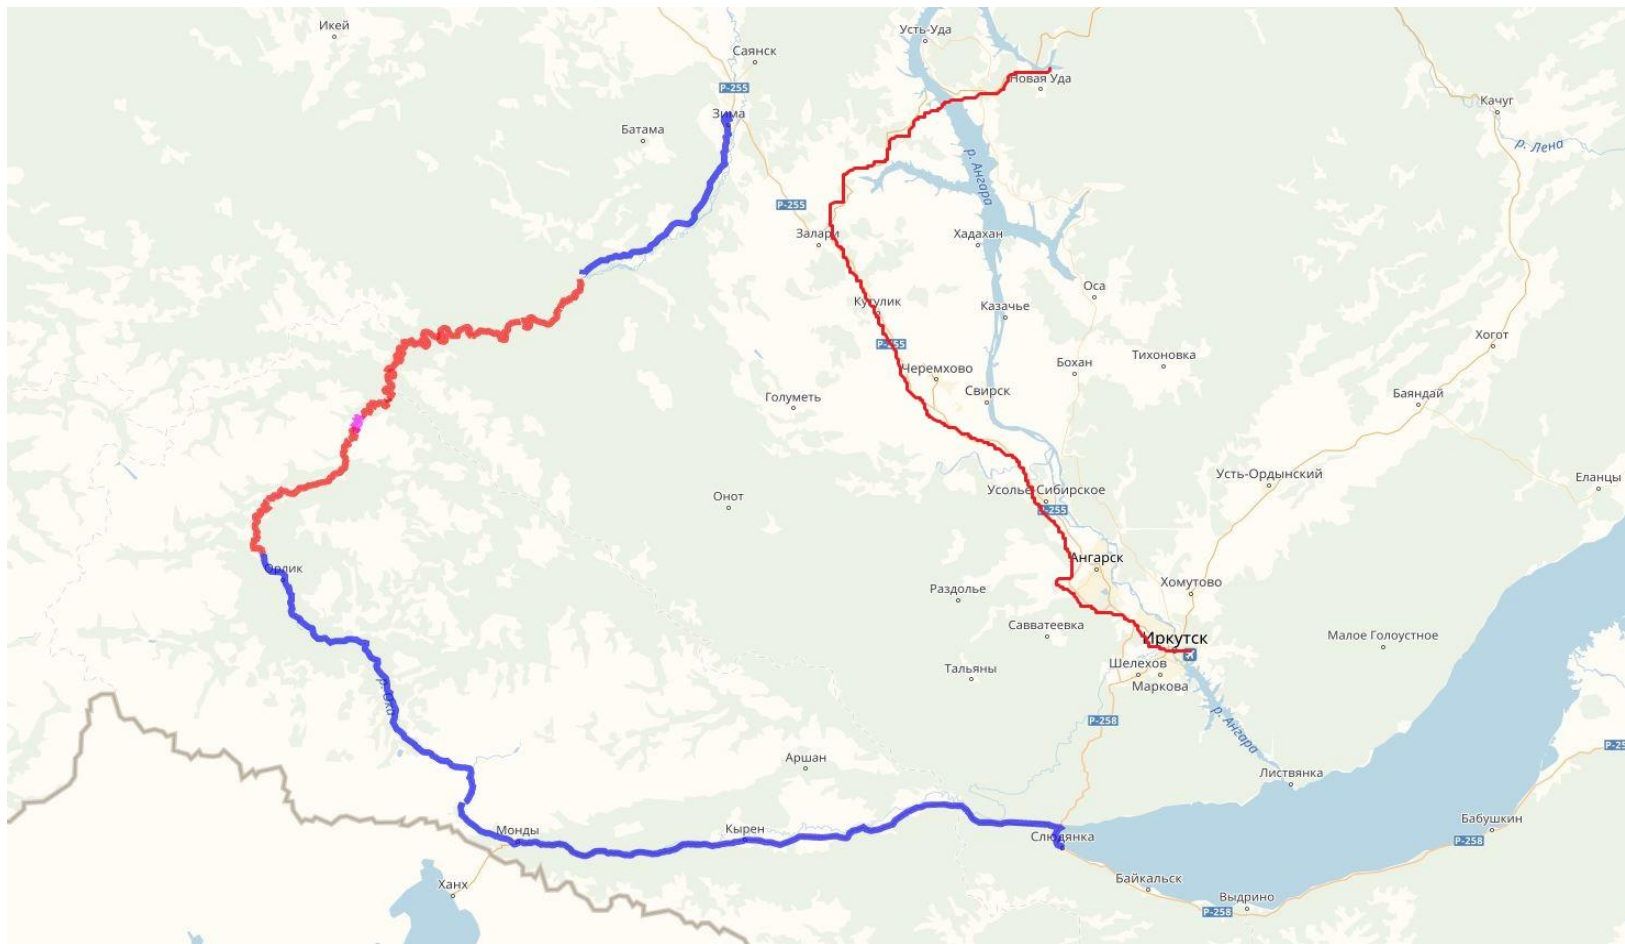 Икей
Усть-Уда
Саянск
Новая Уда
Р-255
Качуг
Зима
Батама
р. Лена
р. Ангара
Р-255
Залари
Хадахан
Оса
Кутулик
Казачье
Хогот
Р-255
Тихоновка
Бохан
Черемхово
Свирск
Баяндай
Голуметь
Усть-Ордынский
Еланцы
Онот
Усолье-Сибирское
Р-255
Ангарск
Орлик
Хомутово
Раздолье
Савватеевка
Иркутск
Малое Голоустное
Шелехов
Тальяны
Маркова
р. Ока
Р-258
р. Ангара
Р-25
Аршан
Листвянка
Бабушкин
Монды
Кырен
Слюдянка
Р-258
Ханх
Байкальск
Выдрино
Р-258